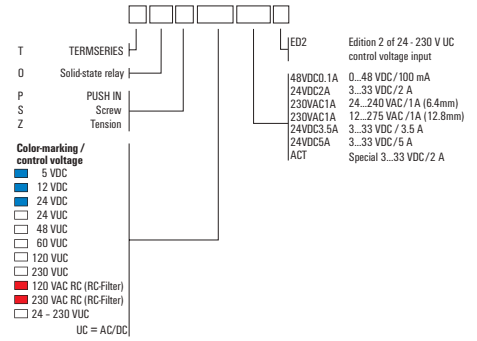 T TERMSERIES
O Solid-state relay
P PUSH IN
S Screw
Z Tension
Color-marking /
control voltage
5 VDC
12 VDC
24 VDC
24 VUC
48 VUC
60 VUC
120 VUC
230 VUC
120 VAC RC (RC-Filter)
230 VAC RC (RC-Filter)
24 – 230 VUC
UC = AC/DC
ED2 Edition 2 of 24 - 230 V UC
control voltage input
48VDC0.1A 0...48 VDC/100 mA
24VDC2A 3...33 VDC/2 A
230VAC1A 24...240 VAC/1A (6.4mm)
230VAC1A 12...275 VAC/1A (12.8mm)
24VDC3.5A 3...33 VDC / 3.5 A
24VDC5A 3...33 VDC/5 A
ACT Special 3...33 VDC/2 A